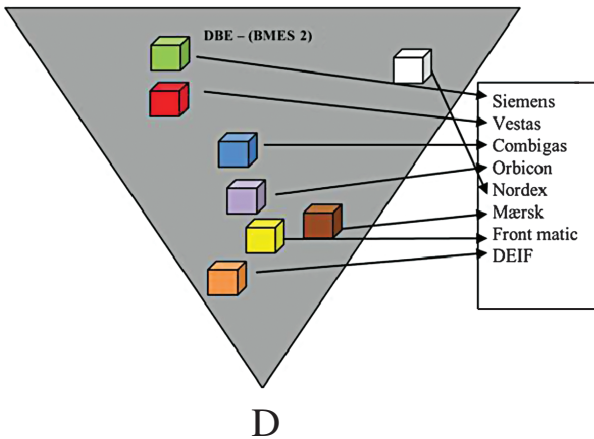 DBE – (BMES 2)
Siemens
Vestas
Combigas
Orbicon
Nordex
Mærsk
Front matic
DEIF
D